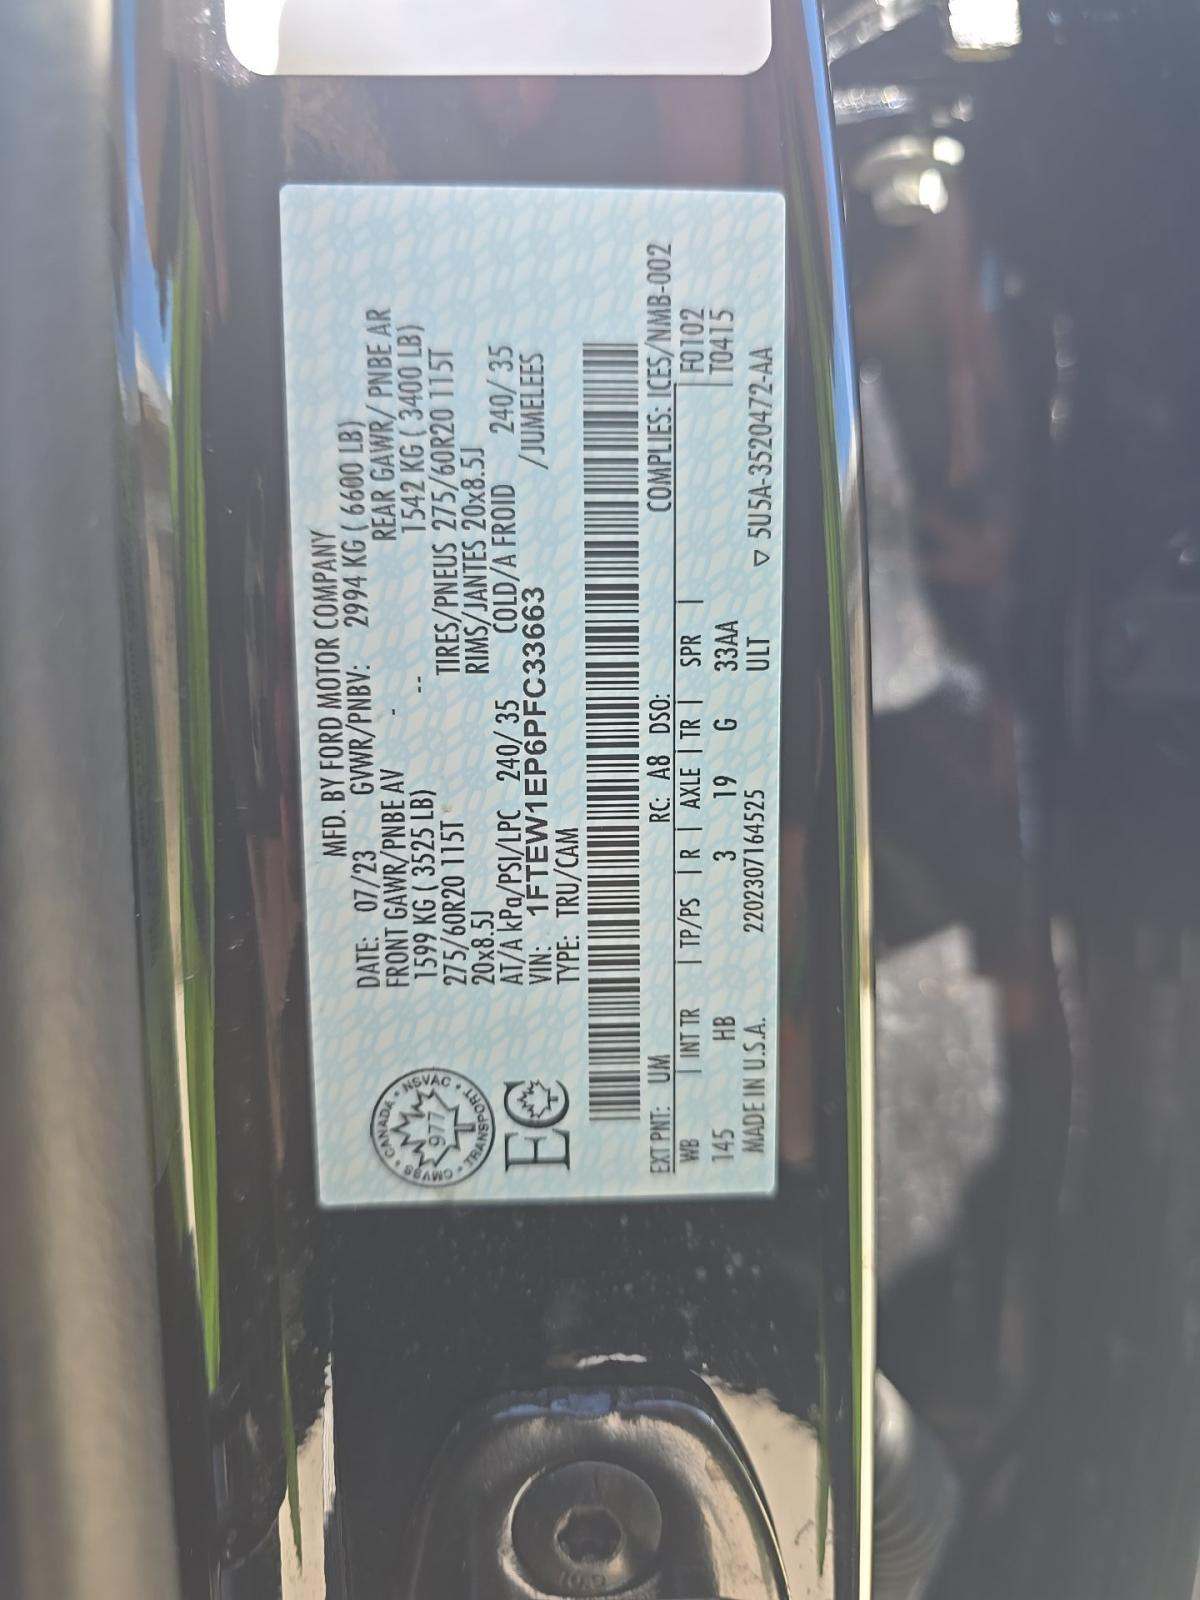 MFD. BY FORD MOTOR COMPANY
DATE: 07/23 GVWR/PNBV: 2994 KG ( 6600 LB)
FRONT GAWR/PNBE AV - REAR GAWR/ PNBE AR
1599 KG ( 3525 LB) -- 1542 KG ( 3400 LB)
275/60R20 115T TIRES/PNEUS 275/60R20 115T
20x8.5J RIMS/JANTES 20x8.5J
AT/A kPa/PSI/LPC 240/ 35 COLD/A FROID 240/ 35
VIN: 1FTEW1EP6PFC33663 /JUMELEES
TYPE: TRU/CAM
CANADA • NSVAC • TRANSPORT • CMVSS •
977
EC
RC: A8 DSO: COMPLIES: ICES/NMB-002
EXT PNT: UM
WB | INT TR | TP/PS | R | AXLE | TR | SPR | F0102
145 HB 3 19 G 33AA | T0415
ULT
MADE IN U.S.A. 2202307164525 ▽ 5U5A-3520472-AA